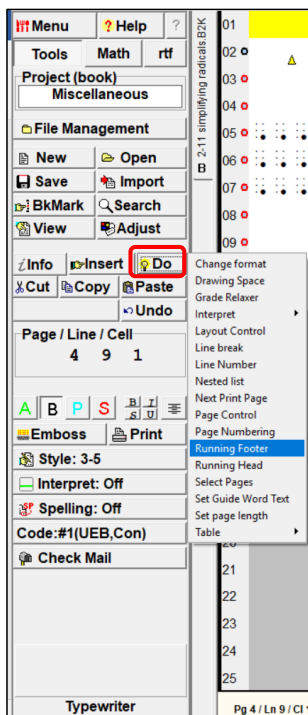 Menu ? Help ?
Tools Math rtf
Project (book)
Miscellaneous
File Management
New Open
Save Import
BkMark Search
View Adjust
i Info Insert Do
Cut Copy Paste
Undo
Page / Line / Cell
4 9 1
A B P S B I S U
Emboss Print
Style: 3-5
Interpret: Off
Spelling: Off
Code:#1(UEB,Con)
Check Mail
Typewriter
2-11 simplifying radicals.B2K
B
01
02
03
04
05
06
07
08
09
Change format
Drawing Space
Grade Relaxer
Interpret
Layout Control
Line break
Line Number
Nested list
Next Print Page
Page Control
Page Numbering
Running Footer
Running Head
Select Pages
Set Guide Word Text
Set page length
Table
20
21
22
23
24
25
Pg 4 / Ln 9 / Cl